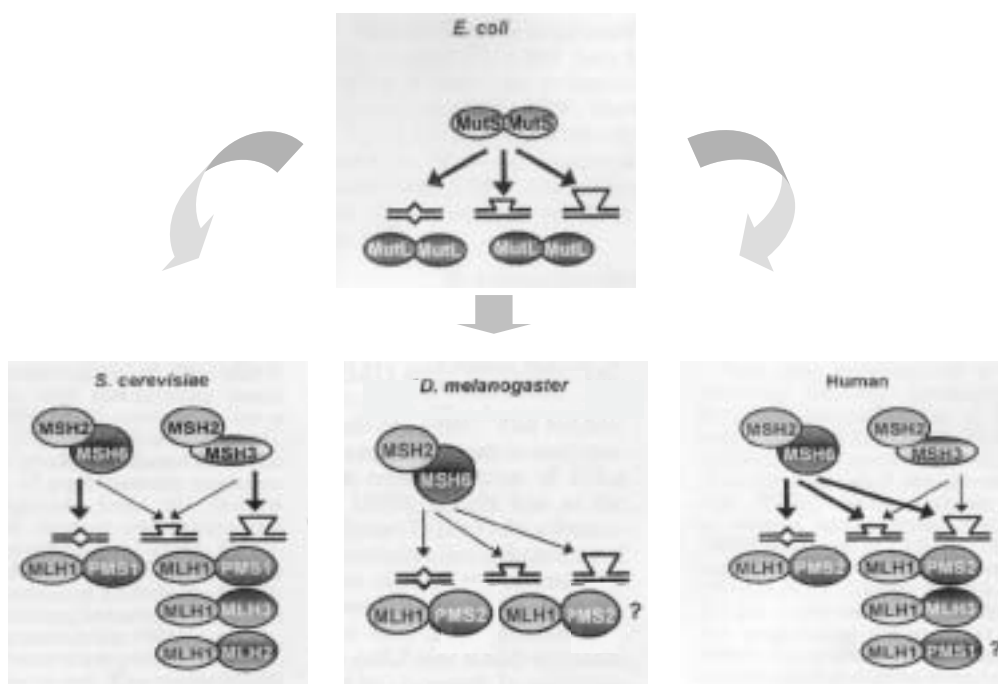 E. coli
MutS MutS
MutL MutL MutL MutL
S. cerevisiae
MSH2 MSH2
MSH6 MSH3
MLH1 PMS1 MLH1 PMS1
MLH1 MLH3
MLH1 MLH2
D. melanogaster
MSH2
MSH6
MLH1 PMS2 MLH1 PMS2 ?
Human
MSH2 MSH2
MSH6 MSH3
MLH1 PMS2 MLH1 PMS2
MLH1 MLH3
MLH1 PMS1 ?